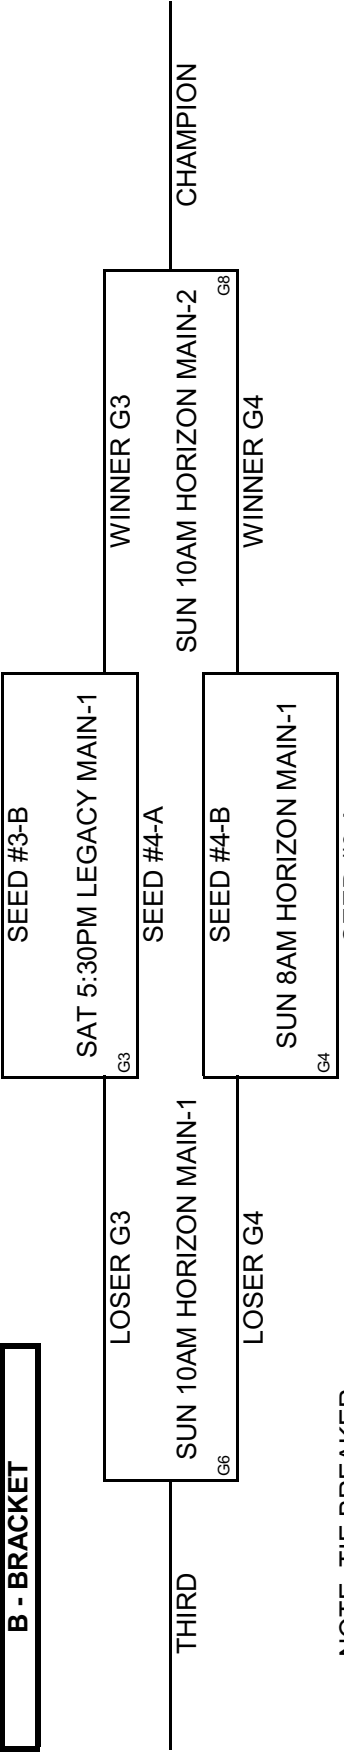 B - BRACKET
SEED #3-B
SAT 5:30PM LEGACY MAIN-1
G3
SEED #4-A
LOSER G3
WINNER G3
SUN 10AM HORIZON MAIN-1
G6
SUN 10AM HORIZON MAIN-2
G8
THIRD
CHAMPION
SEED #4-B
LOSER G4
WINNER G4
SUN 8AM HORIZON MAIN-1
G4
NOTE TIE BREAKER